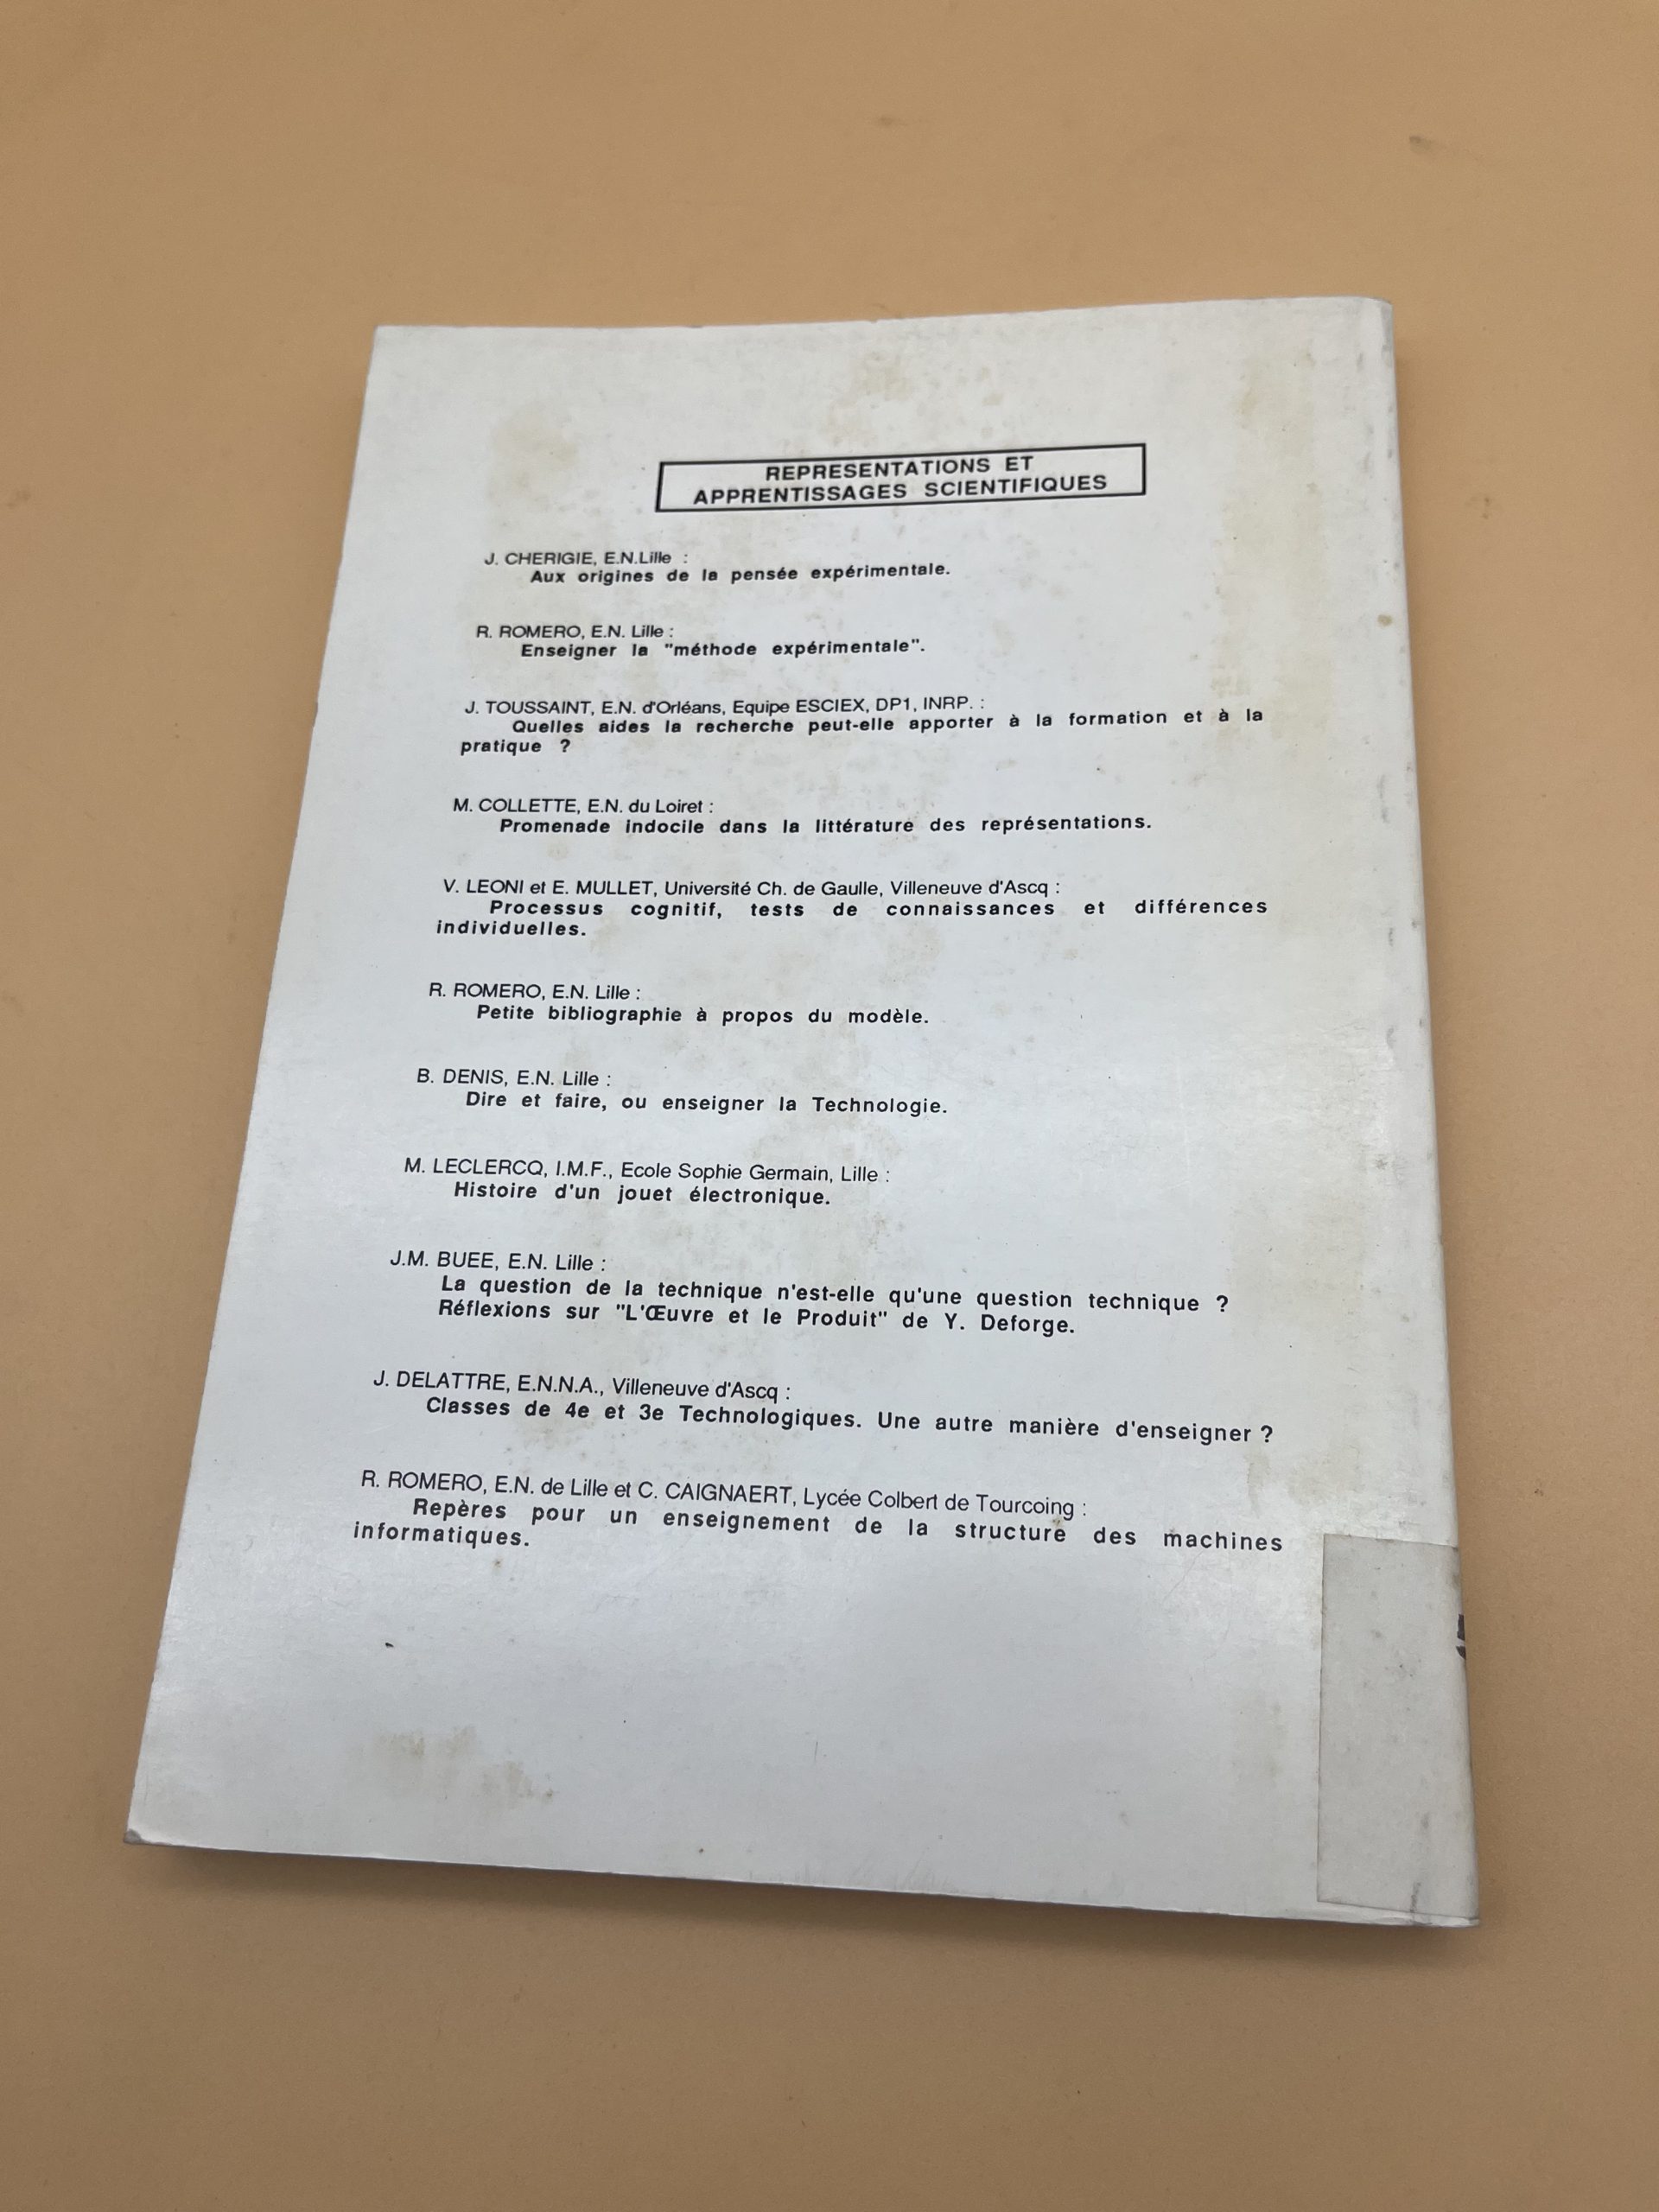 REPRESENTATIONS ET
APPRENTISSAGES SCIENTIFIQUES
J. CHERIGIE, E.N.Lille :
Aux origines de la pensée expérimentale.
R. ROMERO, E.N. Lille :
Enseigner la "méthode expérimentale".
J. TOUSSAINT, E.N. d'Orléans, Equipe ESCIEX, DP1, INRP. :
Quelles aides la recherche peut-elle apporter à la formation et à la
pratique ?
M. COLLETTE, E.N. du Loiret :
Promenade indocile dans la littérature des représentations.
V. LEONI et E. MULLET, Université Ch. de Gaulle, Villeneuve d'Ascq :
Processus cognitif, tests de connaissances et différences
individuelles.
R. ROMERO, E.N. Lille :
Petite bibliographie à propos du modèle.
B. DENIS, E.N. Lille :
Dire et faire, ou enseigner la Technologie.
M. LECLERCQ, I.M.F., Ecole Sophie Germain, Lille :
Histoire d'un jouet électronique.
J.M. BUEE, E.N. Lille :
La question de la technique n'est-elle qu'une question technique ?
Réflexions sur "L'Œuvre et le Produit" de Y. Deforge.
J. DELATTRE, E.N.N.A., Villeneuve d'Ascq :
Classes de 4e et 3e Technologiques. Une autre manière d'enseigner ?
R. ROMERO, E.N. de Lille et C. CAIGNAERT, Lycée Colbert de Tourcoing :
Repères pour un enseignement de la structure des machines
informatiques.